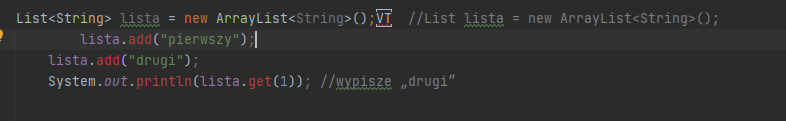 List<String> lista = new ArrayList<String>();VT //List lista = new ArrayList<String>();
lista.add("pierwszy");
lista.add("drugi");
System.out.println(lista.get(1)); //wypisze „drugi”